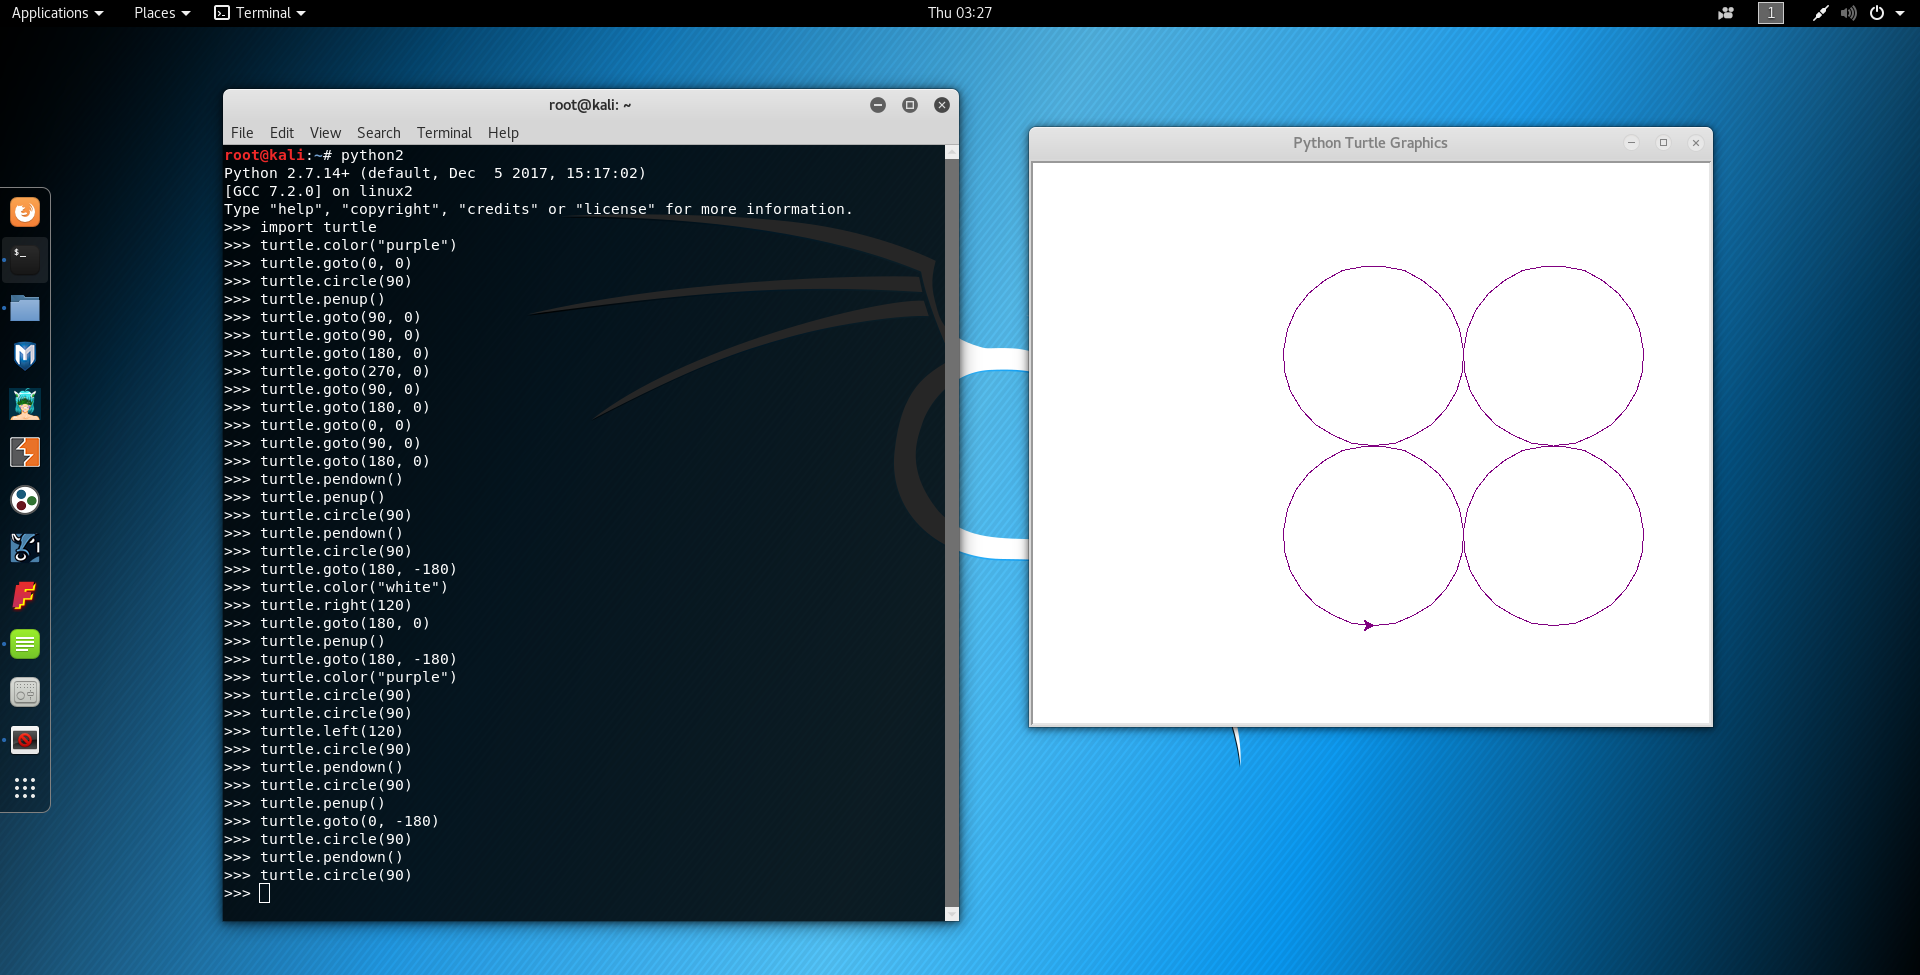 Applications Places Terminal Thu 03:27 1
root@kali: ~
File Edit View Search Terminal Help
root@kali:~# python2
Python 2.7.14+ (default, Dec  5 2017, 15:17:02)
[GCC 7.2.0] on linux2
Type "help", "copyright", "credits" or "license" for more information.
>>> import turtle
>>> turtle.color("purple")
>>> turtle.goto(0, 0)
>>> turtle.circle(90)
>>> turtle.penup()
>>> turtle.goto(90, 0)
>>> turtle.goto(90, 0)
>>> turtle.goto(180, 0)
>>> turtle.goto(270, 0)
>>> turtle.goto(90, 0)
>>> turtle.goto(180, 0)
>>> turtle.goto(0, 0)
>>> turtle.goto(90, 0)
>>> turtle.goto(180, 0)
>>> turtle.pendown()
>>> turtle.penup()
>>> turtle.circle(90)
>>> turtle.pendown()
>>> turtle.circle(90)
>>> turtle.goto(180, -180)
>>> turtle.color("white")
>>> turtle.right(120)
>>> turtle.goto(180, 0)
>>> turtle.penup()
>>> turtle.goto(180, -180)
>>> turtle.color("purple")
>>> turtle.circle(90)
>>> turtle.circle(90)
>>> turtle.left(120)
>>> turtle.circle(90)
>>> turtle.pendown()
>>> turtle.circle(90)
>>> turtle.penup()
>>> turtle.goto(0, -180)
>>> turtle.circle(90)
>>> turtle.pendown()
>>> turtle.circle(90)
>>>
Python Turtle Graphics